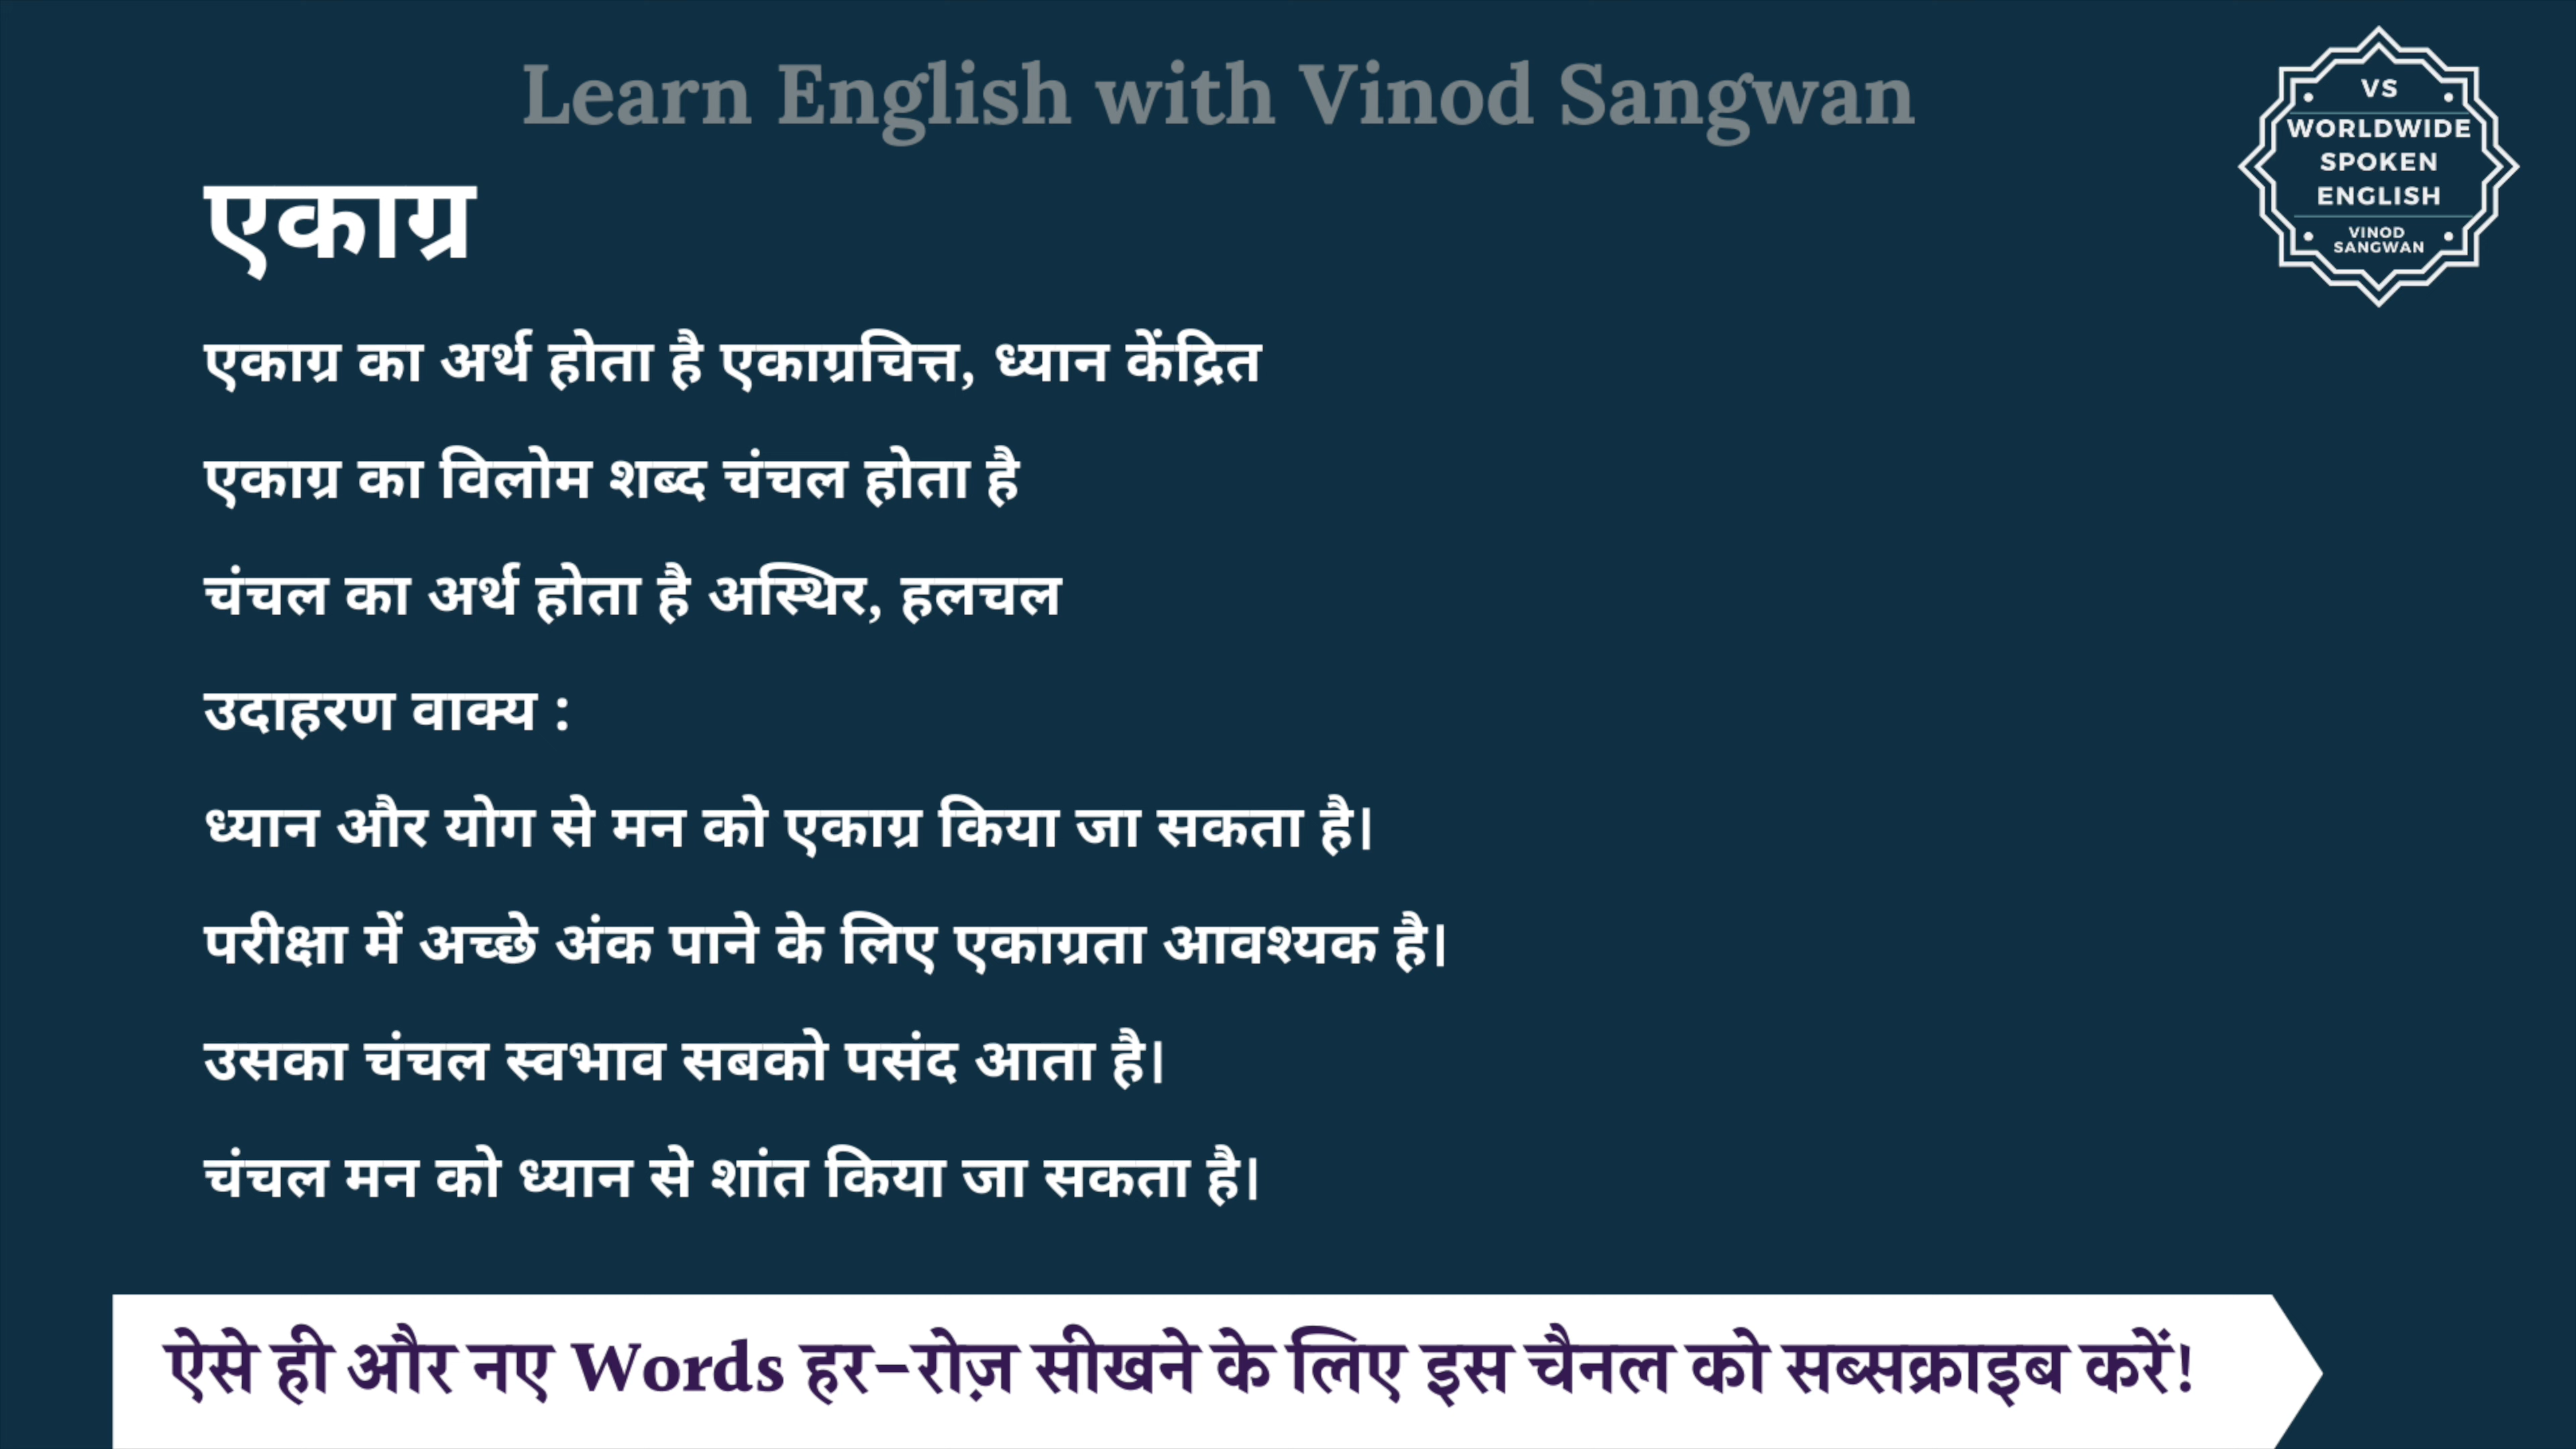 Learn English with Vinod Sangwan
VS
WORLDWIDE
SPOKEN
ENGLISH
VINOD
SANGWAN
एकाग्र
एकाग्र का अर्थ होता है एकाग्रचित्त, ध्यान केंद्रित
एकाग्र का विलोम शब्द चंचल होता है
चंचल का अर्थ होता है अस्थिर, हलचल
उदाहरण वाक्य :
ध्यान और योग से मन को एकाग्र किया जा सकता है।
परीक्षा में अच्छे अंक पाने के लिए एकाग्रता आवश्यक है।
उसका चंचल स्वभाव सबको पसंद आता है।
चंचल मन को ध्यान से शांत किया जा सकता है।
ऐसे ही और नए Words हर-रोज़ सीखने के लिए इस चैनल को सब्सक्राइब करें!